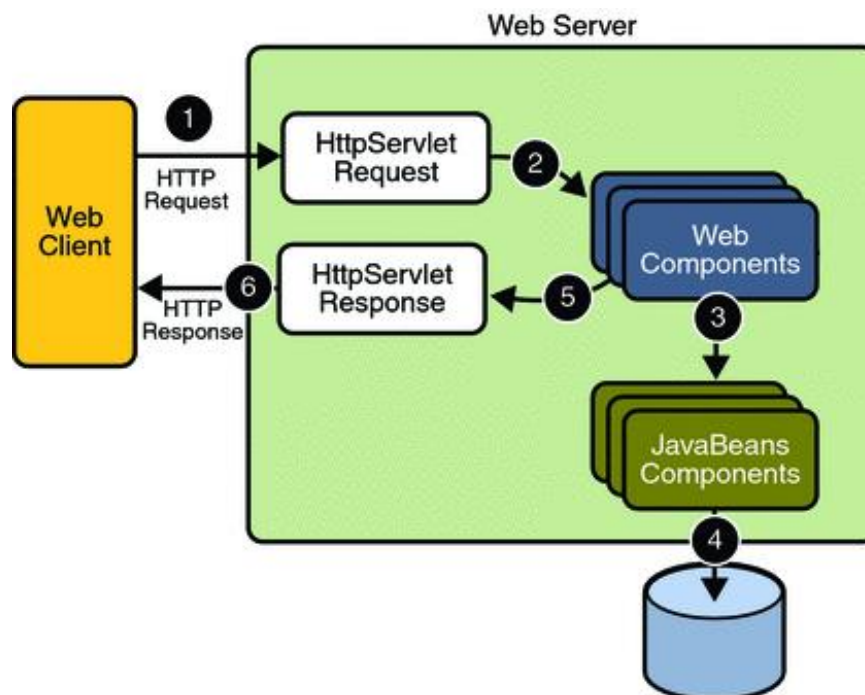 Web Server
1
HttpServlet
Request
2
HTTP
Request
Web
Client
Web
Components
6
HttpServlet
Response
5
HTTP
Response
3
JavaBeans
Components
4